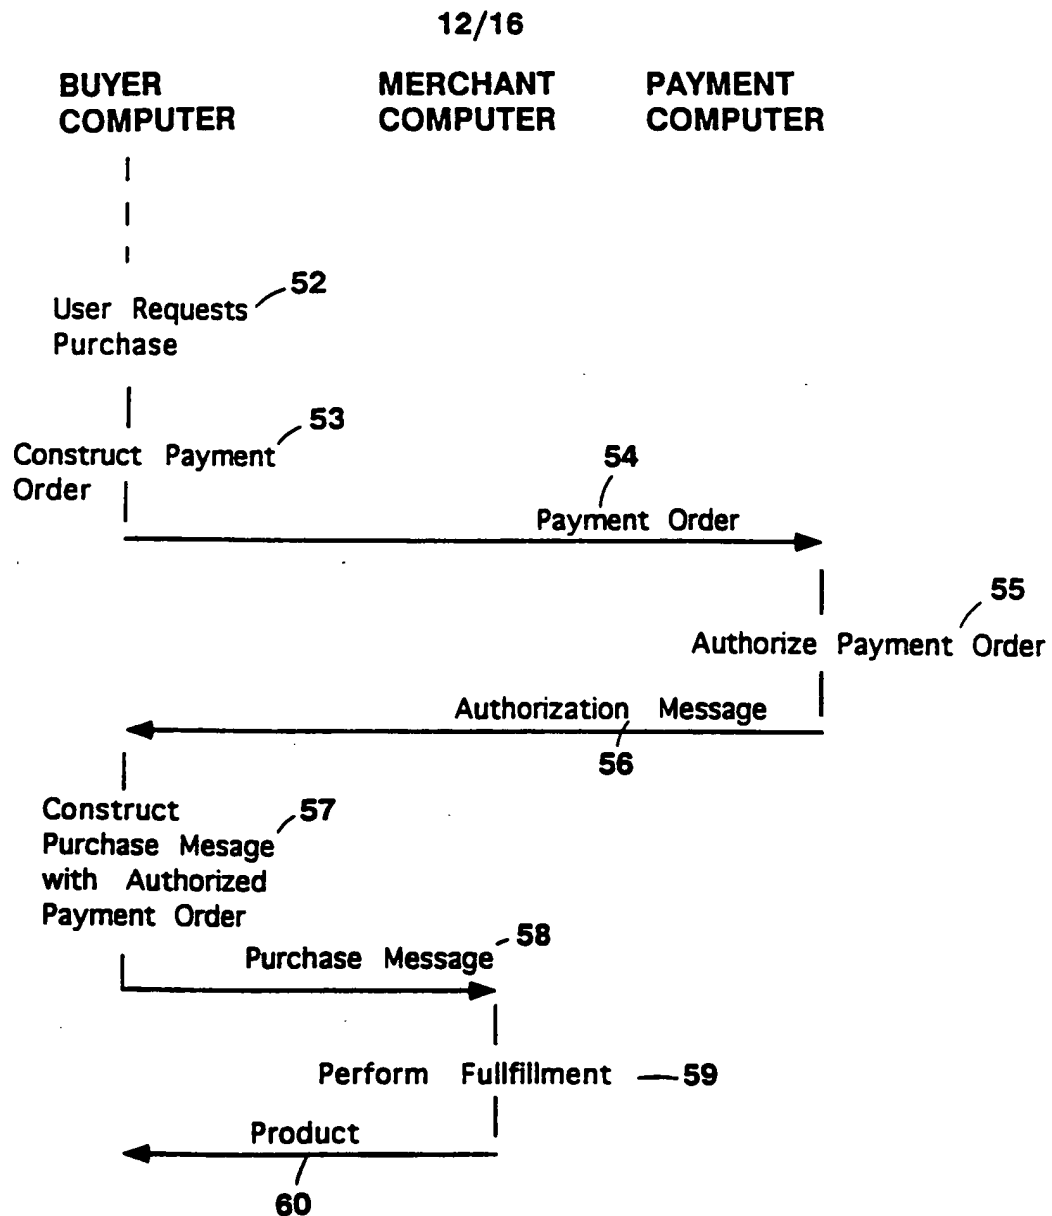 12/16
BUYER COMPUTER
MERCHANT COMPUTER
PAYMENT COMPUTER
52
User Requests
Purchase
53
Construct Payment
Order
54
Payment Order
55
Authorize Payment Order
Authorization Message
56
Construct
57
Purchase Mesage
with Authorized
Payment Order
58
Purchase Message
Perform Fullfillment
59
Product
60